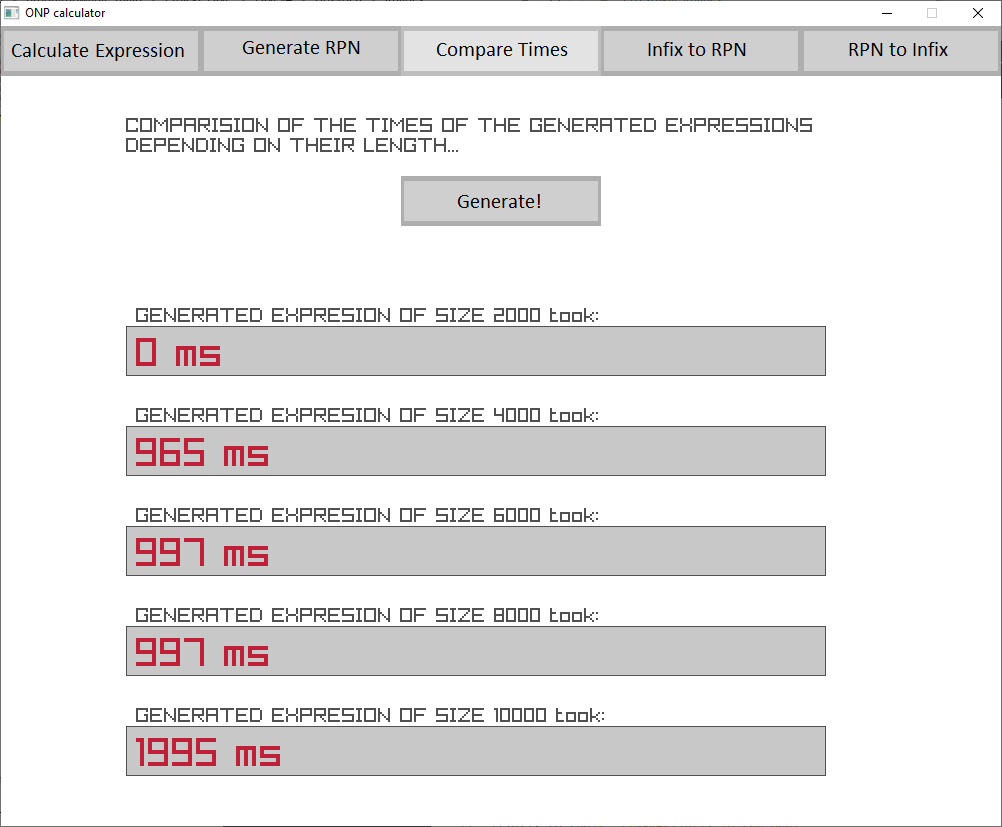 ONP calculator
Calculate Expression Generate RPN Compare Times Infix to RPN RPN to Infix
COMPARISION OF THE TIMES OF THE GENERATED EXPRESSIONS
DEPENDING ON THEIR LENGTH...
Generate!
GENERATED EXPRESION OF SIZE 2000 took:
0 ms
GENERATED EXPRESION OF SIZE 4000 took:
965 ms
GENERATED EXPRESION OF SIZE 6000 took:
997 ms
GENERATED EXPRESION OF SIZE 8000 took:
997 ms
GENERATED EXPRESION OF SIZE 10000 took:
1995 ms